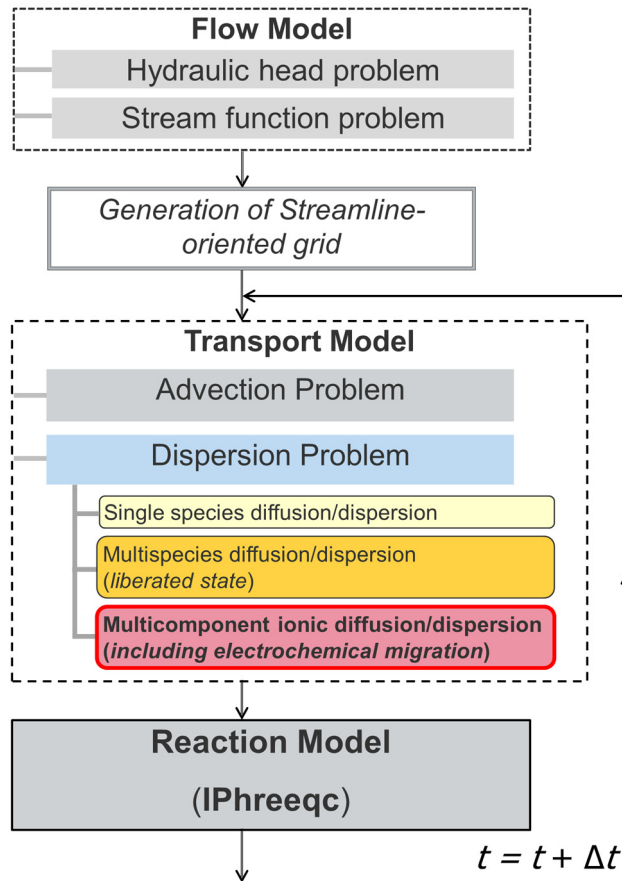 Flow Model
Hydraulic head problem
Stream function problem
Generation of Streamline-
oriented grid
Transport Model
Advection Problem
Dispersion Problem
Single species diffusion/dispersion
Multispecies diffusion/dispersion
(liberated state)
Multicomponent ionic diffusion/dispersion
(including electrochemical migration)
Reaction Model
(IPhreeqc)
t = t + Δt